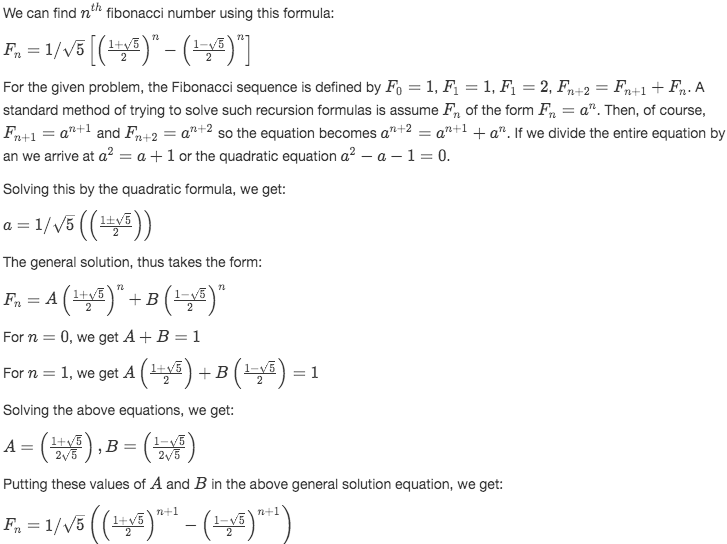 We can find $n^{th}$ fibonacci number using this formula:
$F_n = 1/\sqrt{5}\left[\left(\frac{1+\sqrt{5}}{2}\right)^n - \left(\frac{1-\sqrt{5}}{2}\right)^n\right]$
For the given problem, the Fibonacci sequence is defined by $F_0 = 1$, $F_1 = 1$, $F_1 = 2$, $F_{n+2} = F_{n+1} + F_n$. A
standard method of trying to solve such recursion formulas is assume $F_n$ of the form $F_n = a^n$. Then, of course,
$F_{n+1} = a^{n+1}$ and $F_{n+2} = a^{n+2}$ so the equation becomes $a^{n+2} = a^{n+1} + a^n$. If we divide the entire equation by
an we arrive at $a^2 = a + 1$ or the quadratic equation $a^2 - a - 1 = 0$.
Solving this by the quadratic formula, we get:
$a = 1/\sqrt{5}\left(\left(\frac{1\pm\sqrt{5}}{2}\right)\right)$
The general solution, thus takes the form:
$F_n = A\left(\frac{1+\sqrt{5}}{2}\right)^n + B\left(\frac{1-\sqrt{5}}{2}\right)^n$
For $n = 0$, we get $A + B = 1$
For $n = 1$, we get $A\left(\frac{1+\sqrt{5}}{2}\right) + B\left(\frac{1-\sqrt{5}}{2}\right) = 1$
Solving the above equations, we get:
$A = \left(\frac{1+\sqrt{5}}{2\sqrt{5}}\right), B = \left(\frac{1-\sqrt{5}}{2\sqrt{5}}\right)$
Putting these values of $A$ and $B$ in the above general solution equation, we get:
$F_n = 1/\sqrt{5}\left(\left(\frac{1+\sqrt{5}}{2}\right)^{n+1} - \left(\frac{1-\sqrt{5}}{2}\right)^{n+1}\right)$